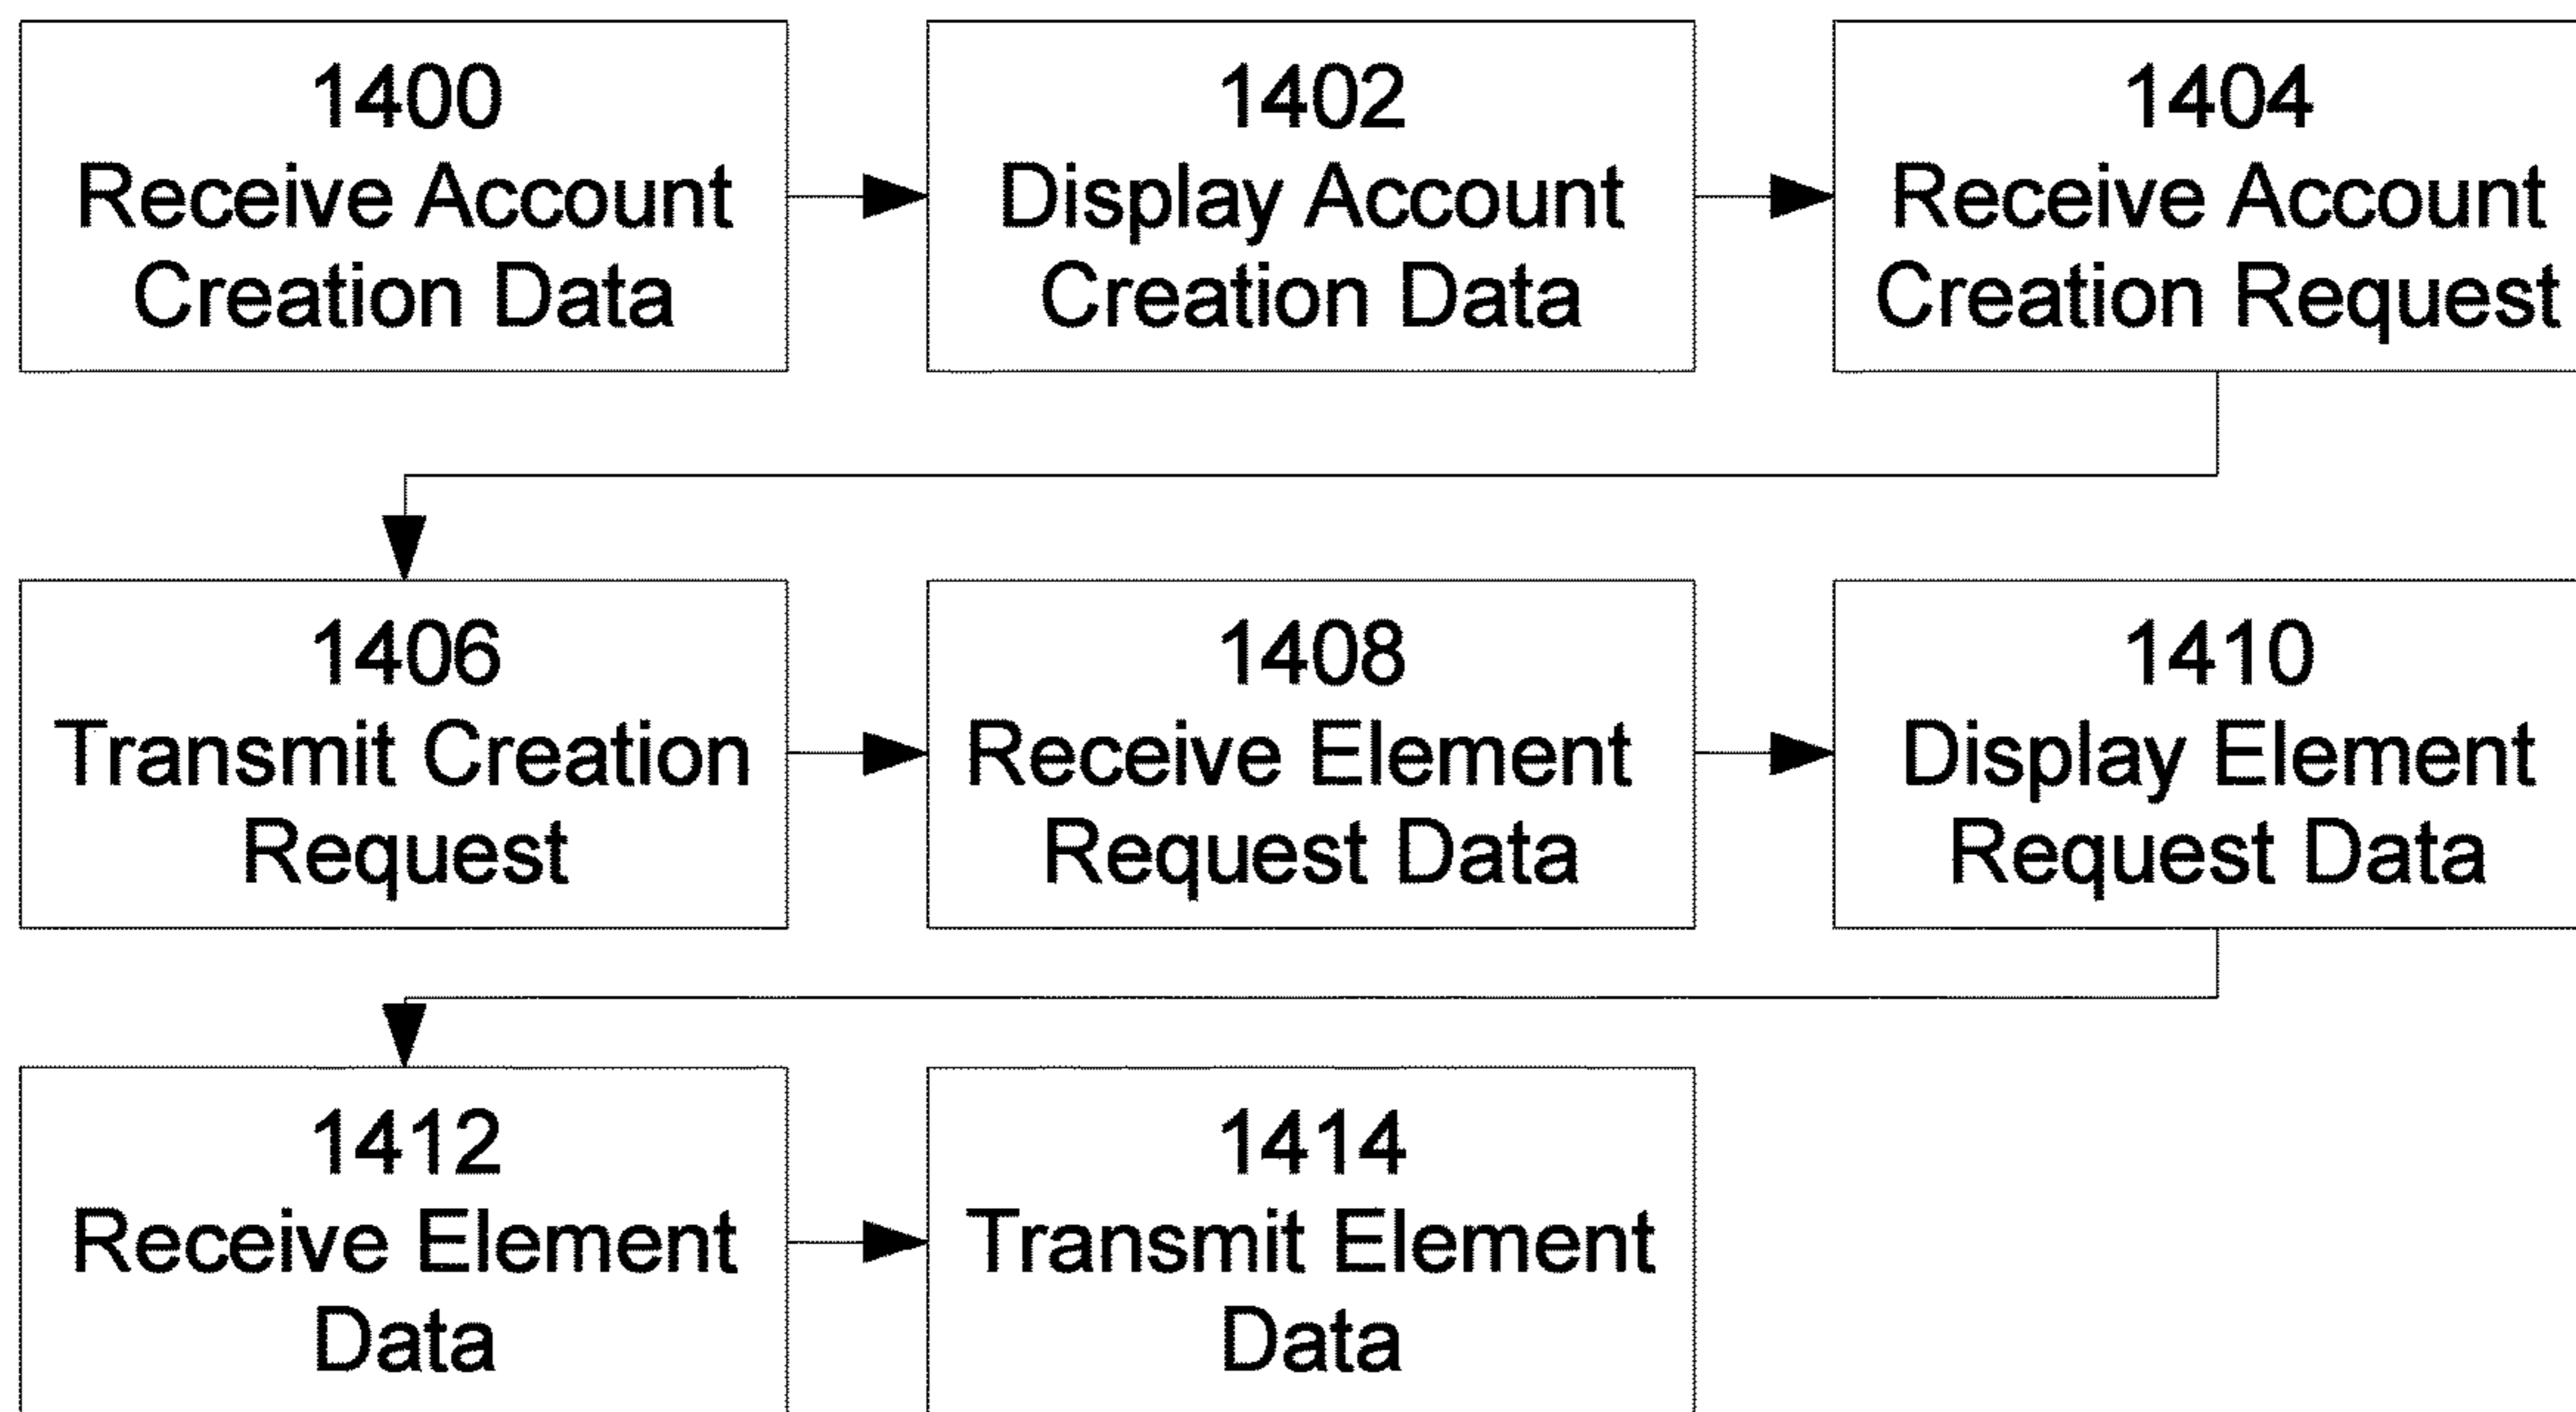 1400
Receive Account
Creation Data
1402
Display Account
Creation Data
1404
Receive Account
Creation Request
1406
Transmit Creation
Request
1408
Receive Element
Request Data
1410
Display Element
Request Data
1412
Receive Element
Data
1414
Transmit Element
Data